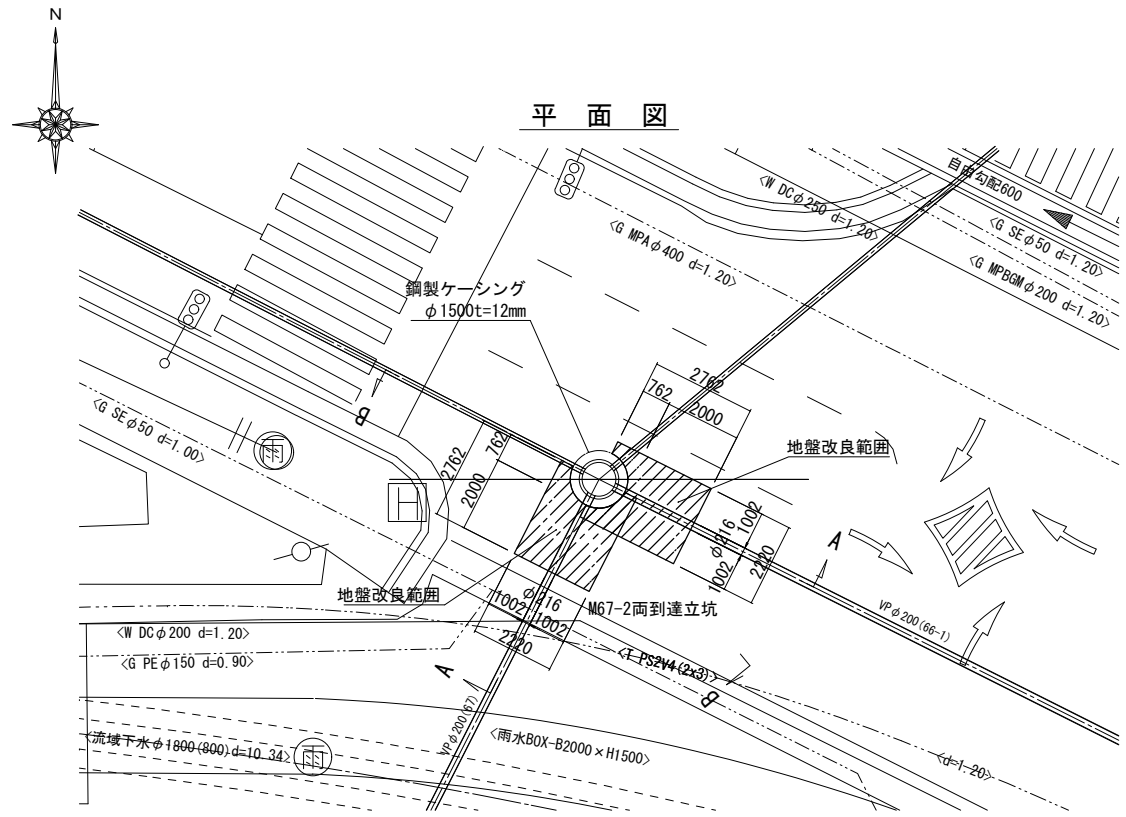 N
平 面 図
自由勾配600
<W DCφ250 d=1.20>
<G MPAφ400 d=1.20>
<G SEφ50 d=1.20>
<G MPBGMφ200 d=1.20>
鋼製ケーシング
φ1500t=12mm
2762
762
2000
B
<G SEφ50 d=1.00>
雨
2762
762
2000
地盤改良範囲
H
1002
φ216
1002
2220
A
地盤改良範囲
φ216
1002
1002
2220
M67-2両到達立坑
VPφ200(66-1)
<W DCφ200 d=1.20>
<G PEφ150 d=0.90>
<T PS2V4(2x3)>
A
B
VPφ200(67)
<流域下水φ1800(800)d=10.34>
雨
<雨水BOX-B2000×H1500>
<d=1.20>